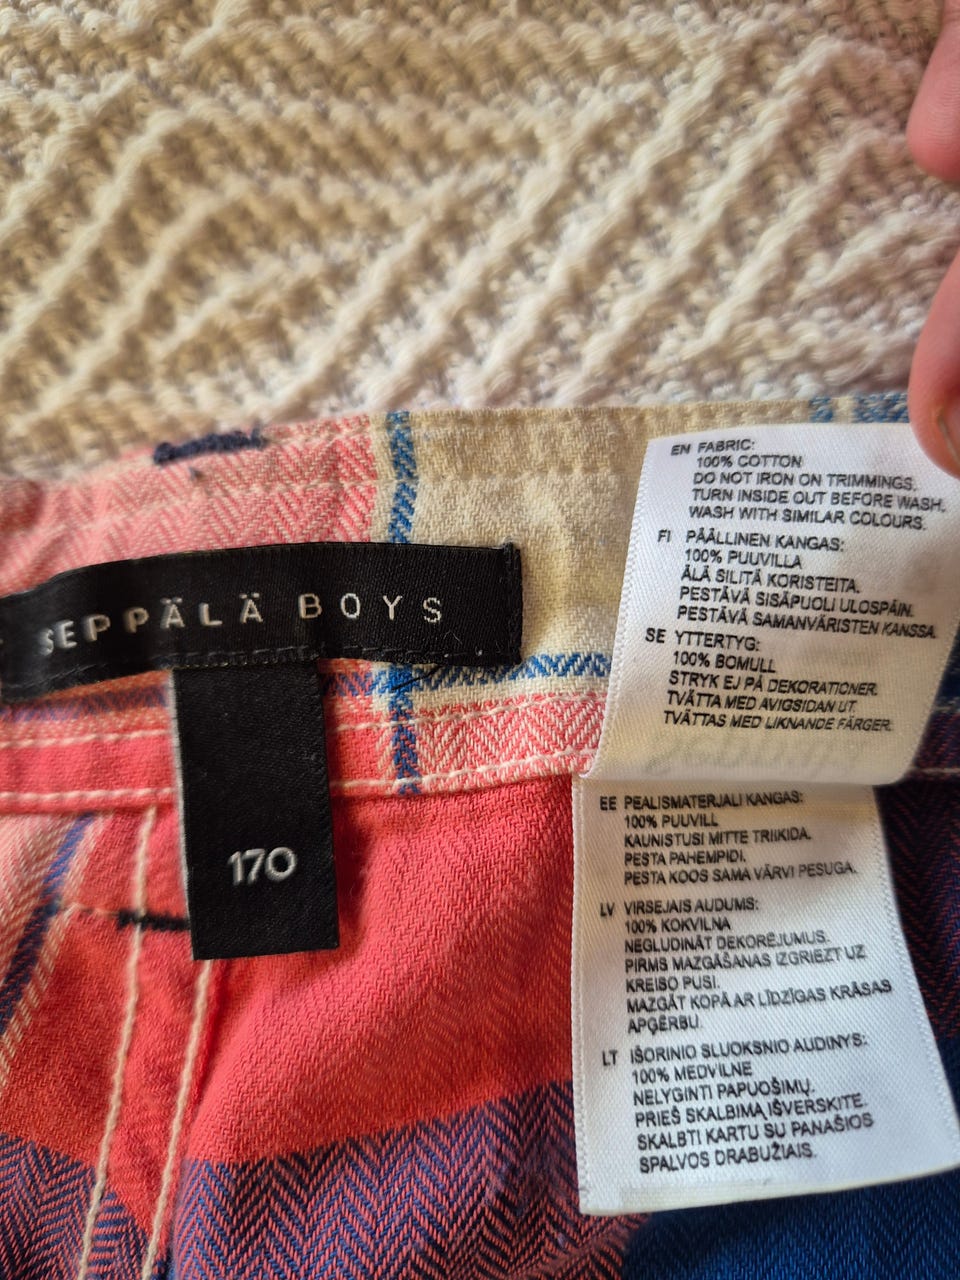 SEPPÄLÄ BOYS
170
EN FABRIC:
100% COTTON
DO NOT IRON ON TRIMMINGS.
TURN INSIDE OUT BEFORE WASH.
WASH WITH SIMILAR COLOURS.
FI PÄÄLLINEN KANGAS:
100% PUUVILLA
ÄLÄ SILITÄ KORISTEITA.
PESTÄVÄ SISÄPUOLI ULOSPÄIN.
PESTÄVÄ SAMANVÄRISTEN KANSSA.
SE YTTERTYG:
100% BOMULL
STRYK EJ PÅ DEKORATIONER.
TVÄTTA MED AVIGSIDAN UT.
TVÄTTAS MED LIKNANDE FÄRGER.
EE PEALISMATERJALI KANGAS:
100% PUUVILL
KAUNISTUSI MITTE TRIIKIDA.
PESTA PAHEMPIDI.
PESTA KOOS SAMA VÄRVI PESUGA.
LV VIRSEJAIS AUDUMS:
100% KOKVILNA
NEGLUDINĀT DEKORĒJUMUS.
PIRMS MAZGĀŠANAS IZGRIEZT UZ
KREISO PUSI.
MAZGĀT KOPĀ AR LĪDZĪGAS KRĀSAS
APĢĒRBU.
LT IŠORINIO SLUOKSNIO AUDINYS:
100% MEDVILNE
NELYGINTI PAPUOŠIMŲ.
PRIEŠ SKALBIMĄ IŠVERSKITE.
SKALBTI KARTU SU PANAŠIOS
SPALVOS DRABUŽIAIS.